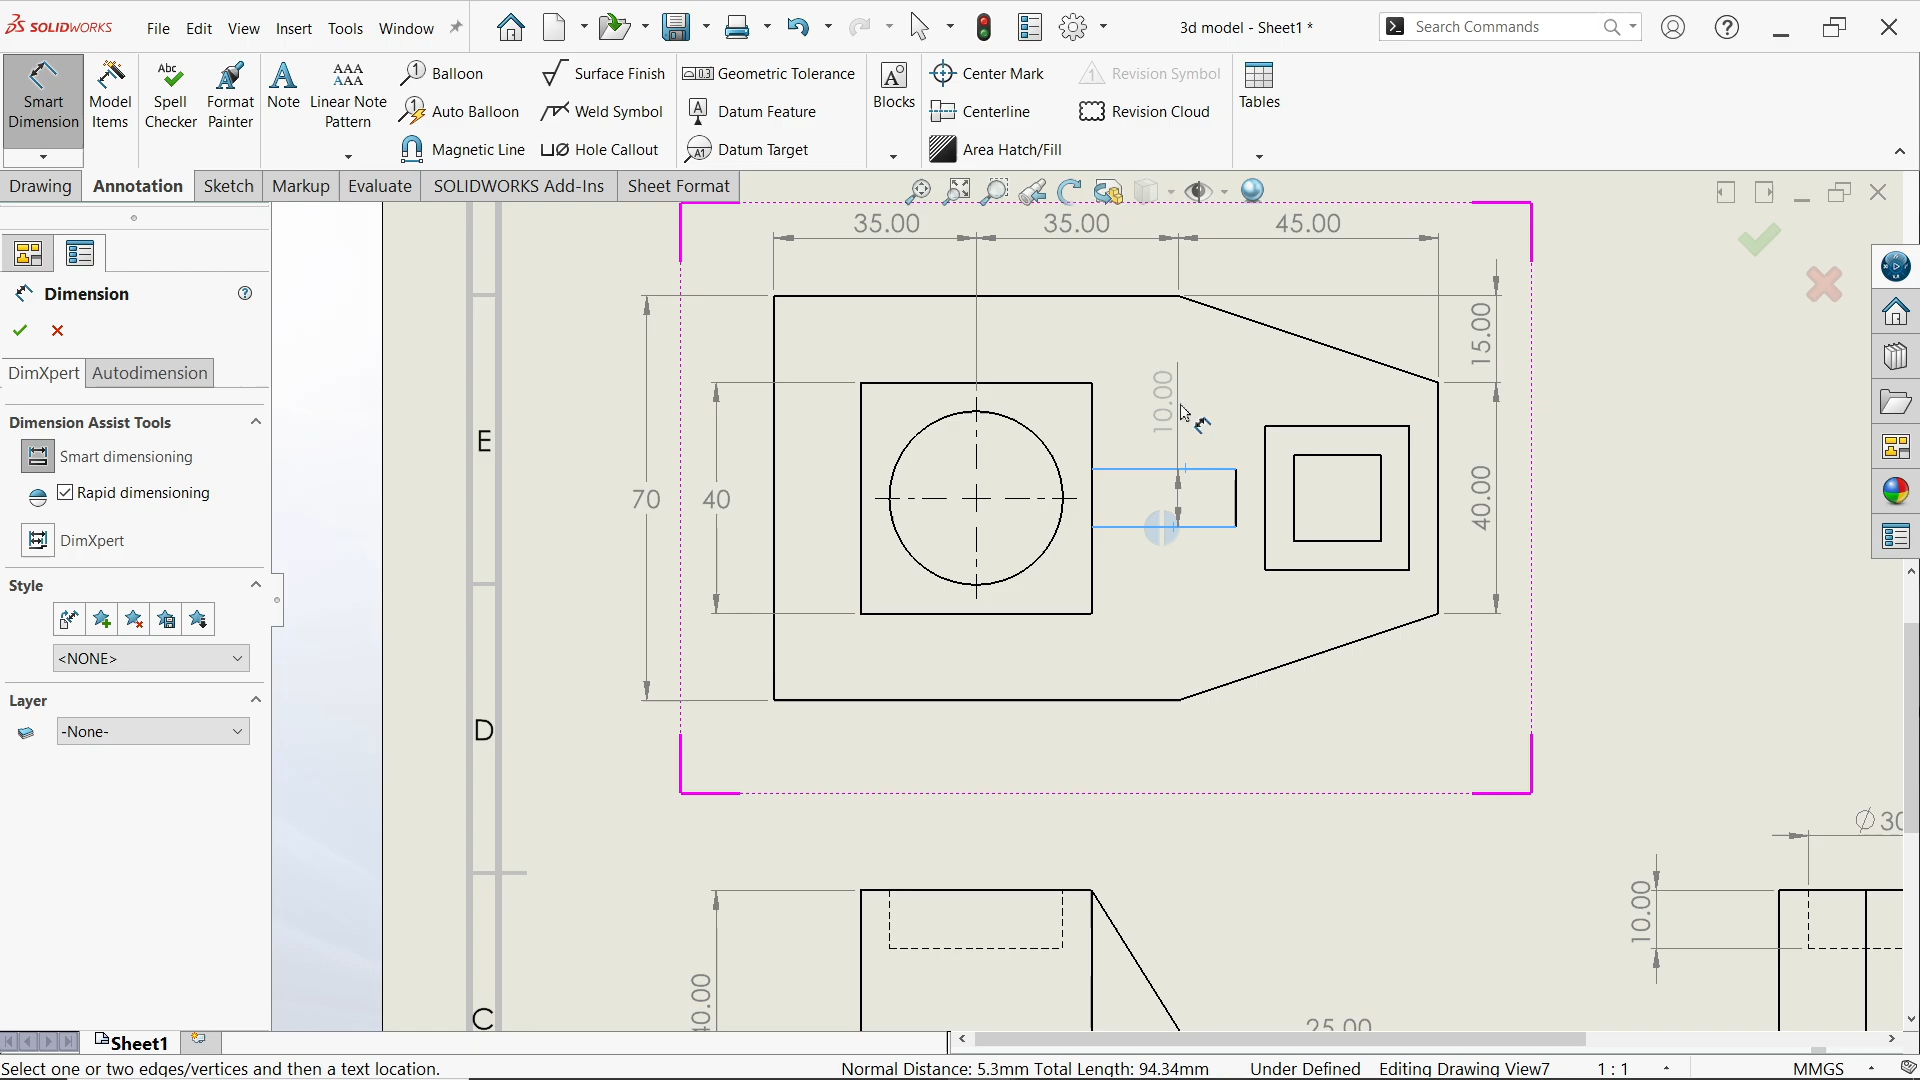 SOLIDWORKS
File Edit View Insert Tools Window
3d model - Sheet1 *
Search Commands
Smart Dimension
Model Items
Spell Checker
Format Painter
Note
Linear Note Pattern
Balloon
Auto Balloon
Magnetic Line
Surface Finish
Weld Symbol
Hole Callout
Geometric Tolerance
Datum Feature
Datum Target
Blocks
Center Mark
Centerline
Area Hatch/Fill
Revision Symbol
Revision Cloud
Tables
Drawing Annotation Sketch Markup Evaluate SOLIDWORKS Add-Ins Sheet Format
Dimension
DimXpert Autodimension
Dimension Assist Tools
Smart dimensioning
Rapid dimensioning
DimXpert
Style
<NONE>
Layer
-None-
E
D
C
35.00 35.00 45.00
15.00
10.00
70 40
40.00
40.00
25.00
10.00
Ø30
Sheet1
Select one or two edges/vertices and then a text location.
Normal Distance: 5.3mm Total Length: 94.34mm Under Defined Editing Drawing View7 1:1 MMGS